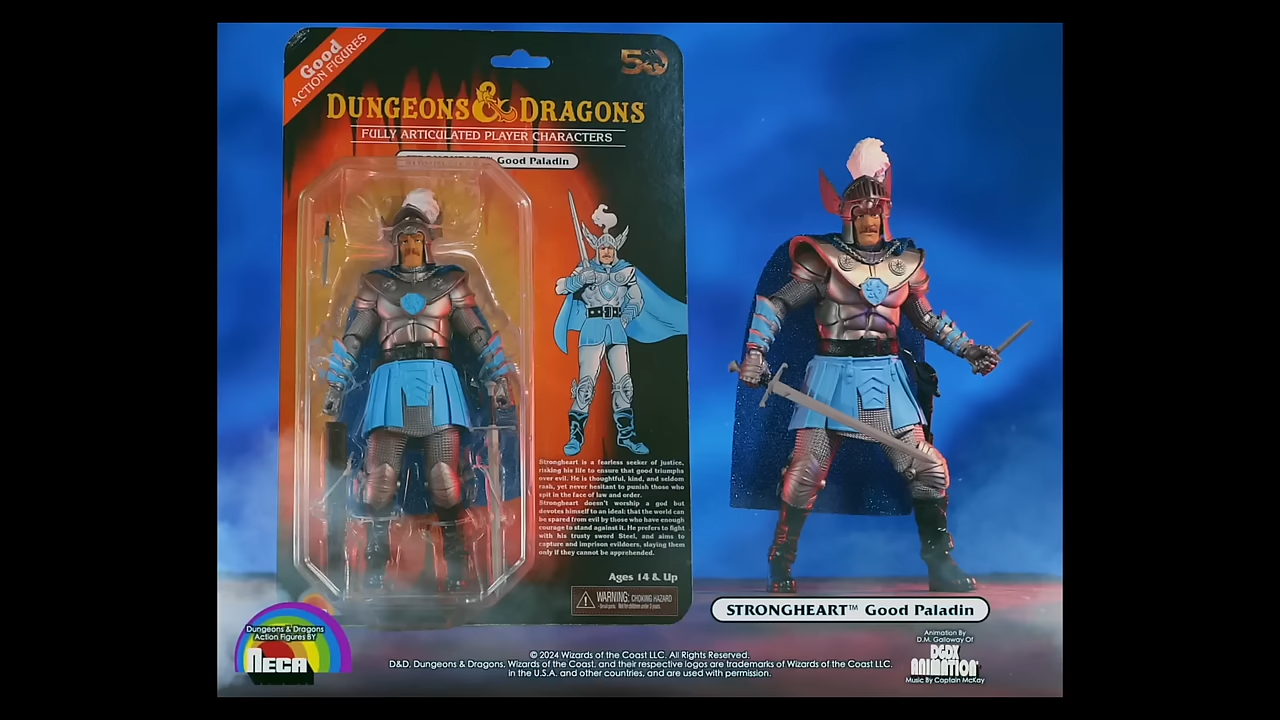 Good
ACTION FIGURES
50
DUNGEONS & DRAGONS
FULLY ARTICULATED PLAYER CHARACTERS
Good Paladin
Strongheart is a fearless seeker of justice,
risking his life to ensure that good triumphs
over evil. He is thoughtful, kind, and seldom
rash, yet never hesitant to punish those who
spit in the face of law and order.
Strongheart doesn't worship a god but
devotes himself to an ideal: that the world can
be spared from evil by those who have enough
courage to stand against it. He prefers to fight
with his trusty sword Steel, and aims to
capture and imprison evildoers, slaying them
only if they cannot be apprehended.
Ages 14 & Up
WARNING: CHOKING HAZARD
STRONGHEART™ Good Paladin
Dungeons & Dragons
Action Figures BY
NECA
© 2024 Wizards of the Coast LLC. All Rights Reserved.
D&D, Dungeons & Dragons, Wizards of the Coast, and their respective logos are trademarks of Wizards of the Coast LLC.
in the U.S.A. and other countries, and are used with permission.
Animation By
D.M. Galloway Of
DGDX
ANIMATION
Music By Captain McKay